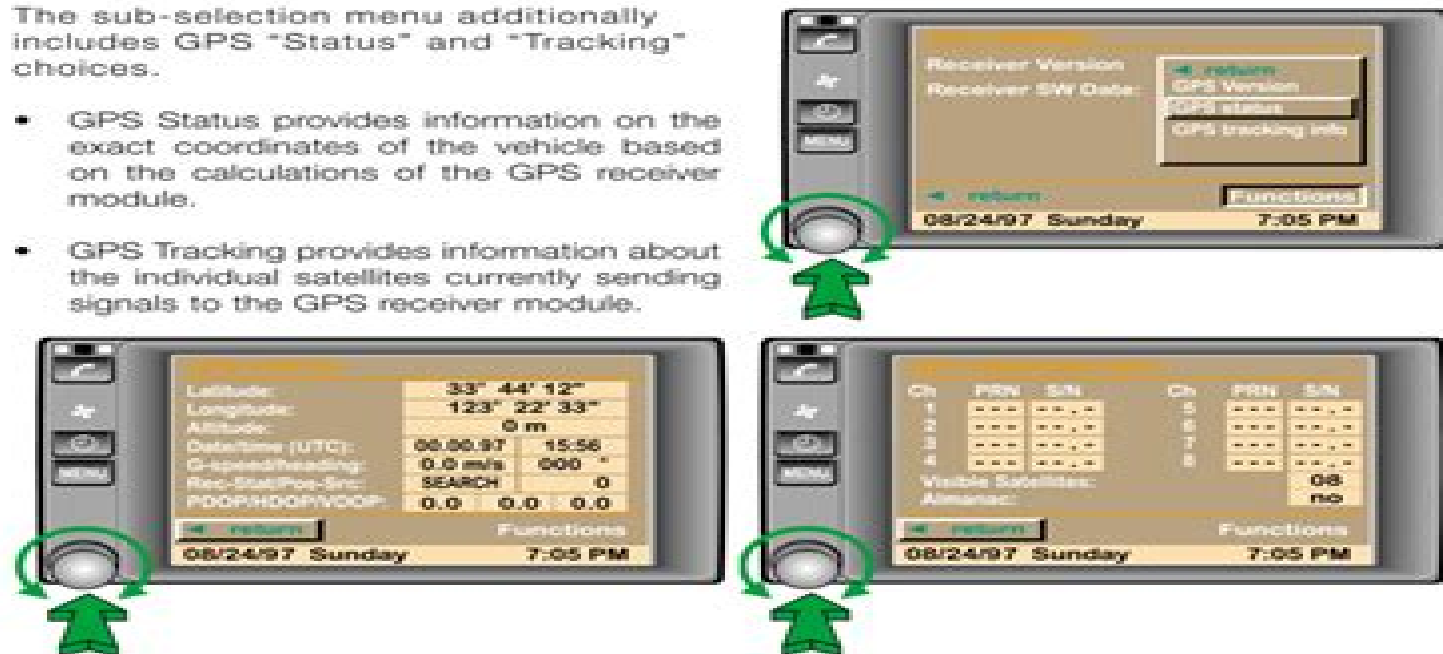 The sub-selection menu additionally
includes GPS "Status" and "Tracking"
choices.
• GPS Status provides information on the
exact coordinates of the vehicle based
on the calculations of the GPS receiver
module.
• GPS Tracking provides information about
the individual satellites currently sending
signals to the GPS receiver module.
Receiver Version
Receiver SW Date:
◄ return
GPS Version
GPS status
GPS tracking info
MENU
◄ return Functions
08/24/97 Sunday 7:05 PM
Latitude: 33° 44' 12"
Longitude: 123° 22' 33"
Altitude: 0 m
Date/time (UTC): 00.00.97 15:56
G-speed/heading: 0.0 m/s 000 °
Rec-Stat/Pos-Src: SEARCH 0
PDOP/HDOP/VDOP: 0.0 0.0 0.0
MENU
◄ return Functions
08/24/97 Sunday 7:05 PM
Ch PRN S/N Ch PRN S/N
1 --- --.- 5 --- --.-
2 --- --.- 6 --- --.-
3 --- --.- 7 --- --.-
4 --- --.- 8 --- --.-
Visible Satellites: 08
Almanac: no
MENU
◄ return Functions
08/24/97 Sunday 7:05 PM